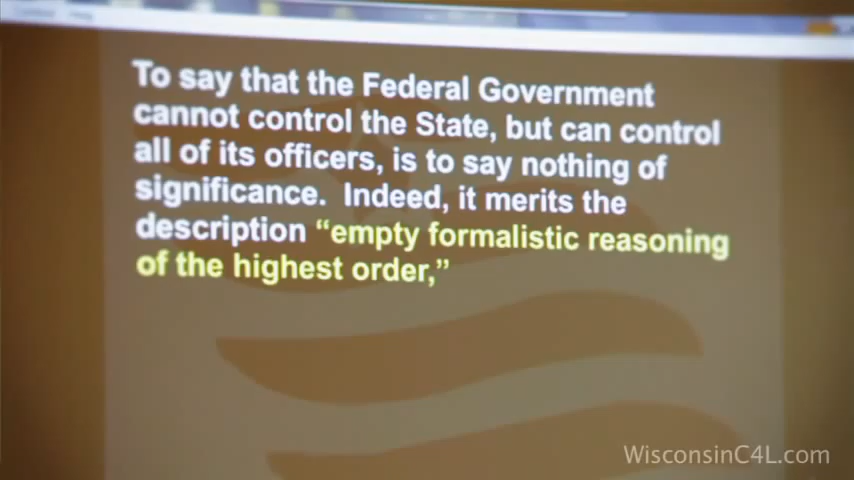 To say that the Federal Government
cannot control the State, but can control
all of its officers, is to say nothing of
significance. Indeed, it merits the
description “empty formalistic reasoning
of the highest order,”
WisconsinC4L.com